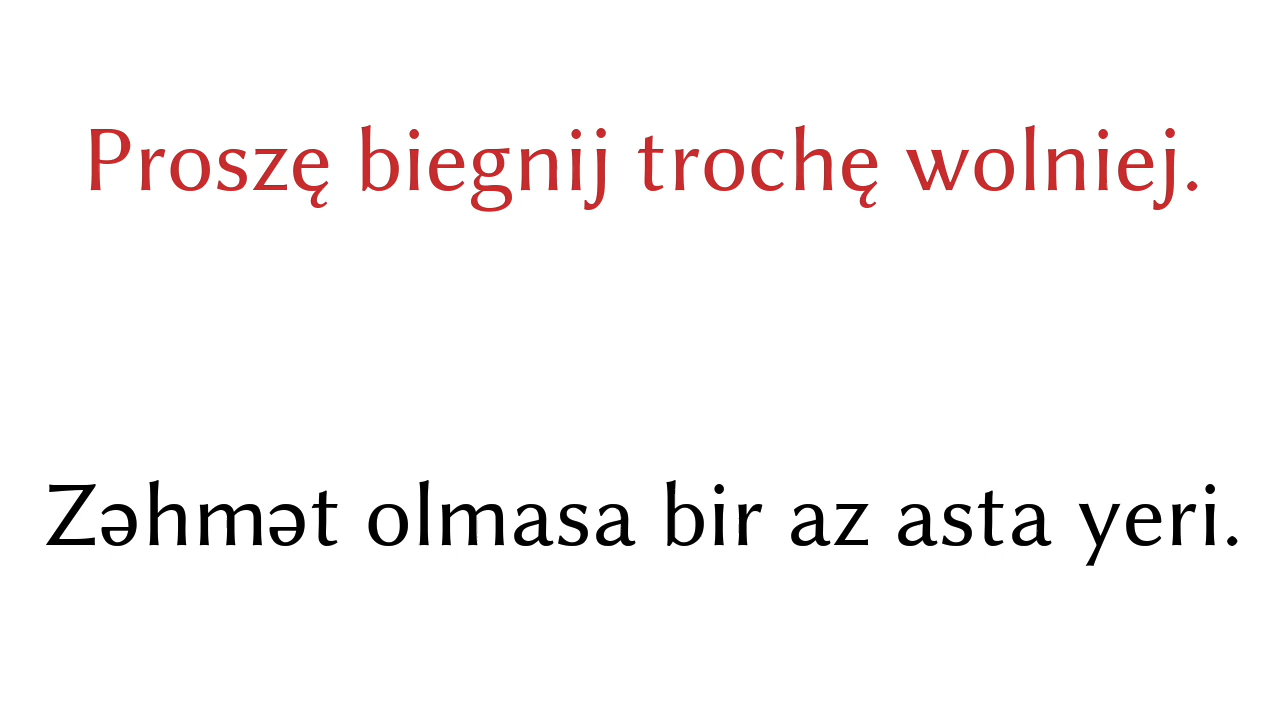 Proszę biegnij trochę wolniej.
Zəhmət olmasa bir az asta yeri.